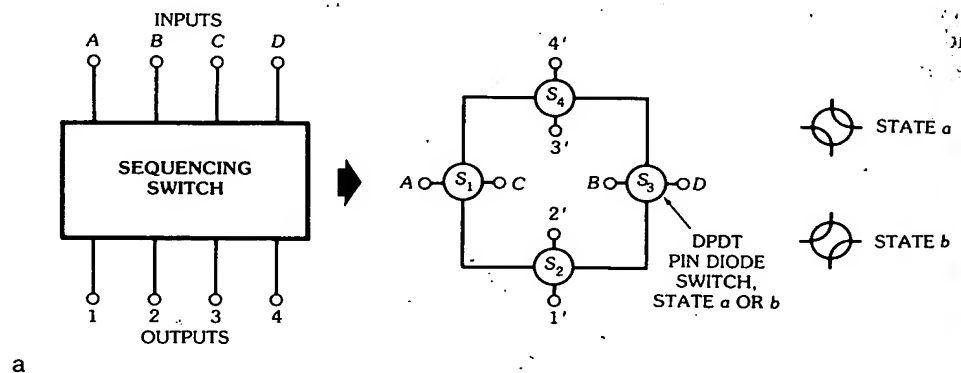 INPUTS
A B C D
SEQUENCING
SWITCH
1 2 3 4
OUTPUTS
4'
S4
3'
A S1 C
B S3 D
2'
S2
1'
DPDT
PIN DIODE
SWITCH,
STATE a OR b
STATE a
STATE b
a